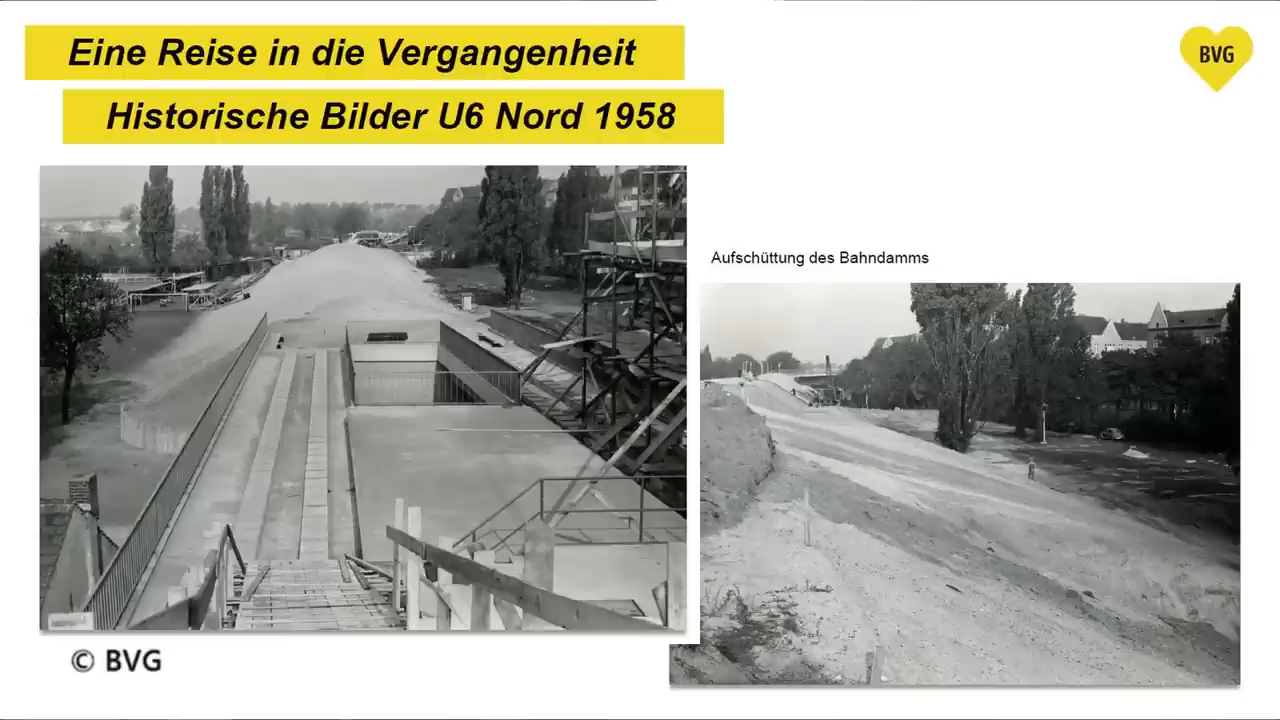 Eine Reise in die Vergangenheit
BVG
Historische Bilder U6 Nord 1958
Aufschüttung des Bahndamms
© BVG